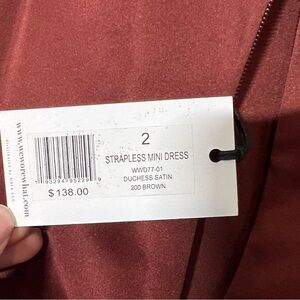 www.weworewhat.com
2
STRAPLESS MINI DRESS
WWD77-01
DUCHESS SATIN
200 BROWN
$138.00